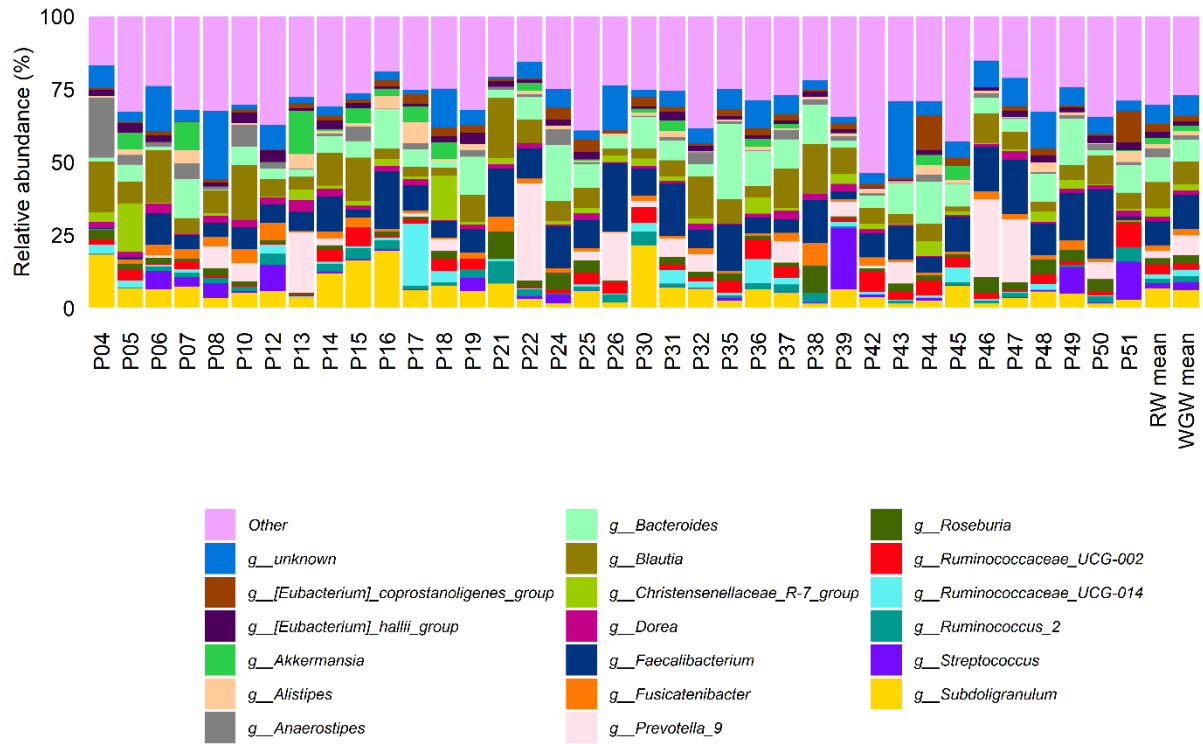 Relative abundance (%)
100
75
50
25
0
P04
P05
P06
P07
P08
P10
P12
P13
P14
P15
P16
P17
P18
P19
P21
P22
P24
P25
P26
P30
P31
P32
P35
P36
P37
P38
P39
P42
P43
P44
P45
P46
P47
P48
P49
P50
P51
RW mean
WGW mean
Other
g__unknown
g__[Eubacterium]_coprostanoligenes_group
g__[Eubacterium]_hallii_group
g__Akkermansia
g__Alistipes
g__Anaerostipes
g__Bacteroides
g__Blautia
g__Christensenellaceae_R-7_group
g__Dorea
g__Faecalibacterium
g__Fusicatenibacter
g__Prevotella_9
g__Roseburia
g__Ruminococcaceae_UCG-002
g__Ruminococcaceae_UCG-014
g__Ruminococcus_2
g__Streptococcus
g__Subdoligranulum